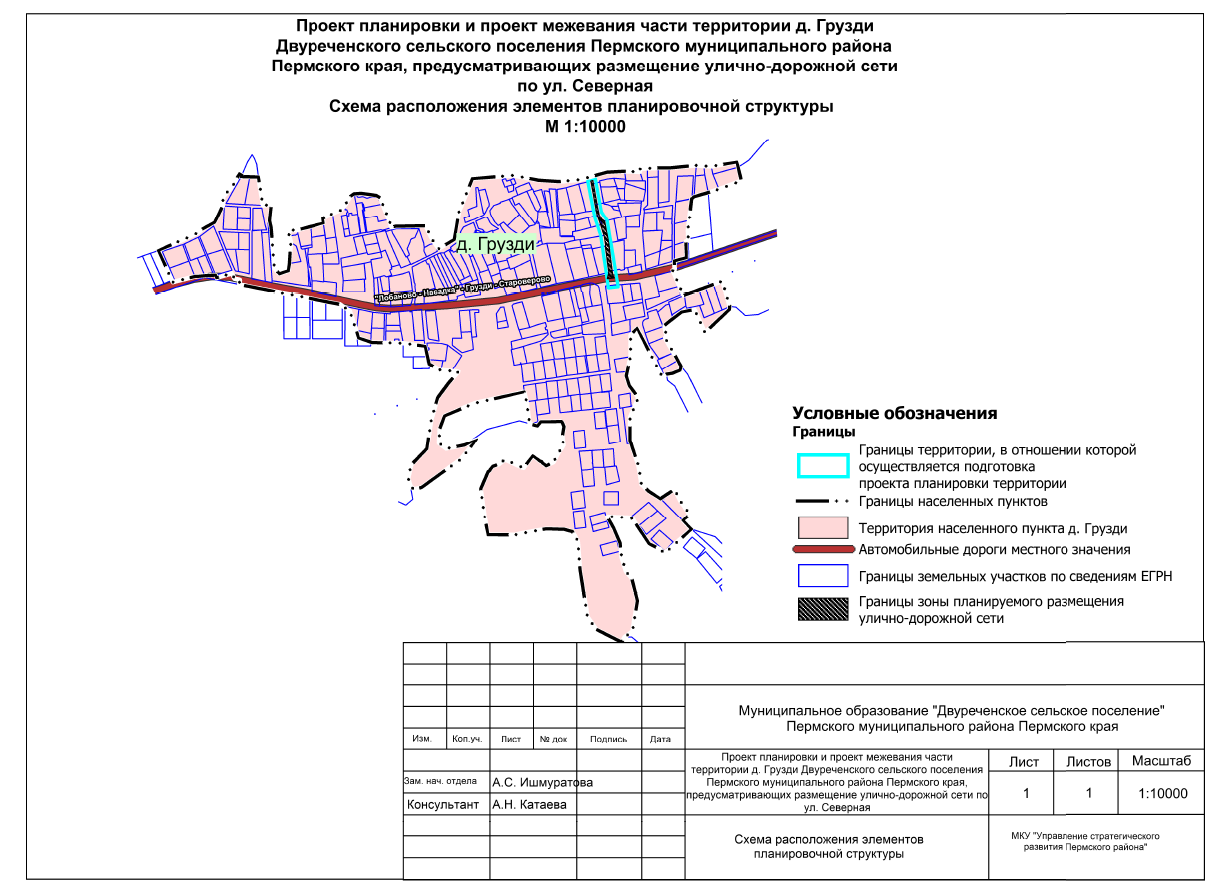 Проект планировки и проект межевания части территории д. Грузди
Двуреченского сельского поселения Пермского муниципального района
Пермского края, предусматривающих размещение улично-дорожной сети
по ул. Северная
Схема расположения элементов планировочной структуры
М 1:10000
д. Грузди
"Лобаново - Насадка" - Грузди - Староверово
Условные обозначения
Границы
Границы территории, в отношении которой
осуществляется подготовка
проекта планировки территории
Границы населенных пунктов
Территория населенного пункта д. Грузди
Автомобильные дороги местного значения
Границы земельных участков по сведениям ЕГРН
Границы зоны планируемого размещения
улично-дорожной сети
Муниципальное образование "Двуреченское сельское поселение"
Пермского муниципального района Пермского края
Изм. Кол.уч. Лист № док Подпись Дата
Зам. нач. отдела А.С. Ишмуратова
Консультант А.Н. Катаева
Проект планировки и проект межевания части
территории д. Грузди Двуреченского сельского поселения
Пермского муниципального района Пермского края,
предусматривающих размещение улично-дорожной сети по
ул. Северная
Лист Листов Масштаб
1 1 1:10000
Схема расположения элементов
планировочной структуры
МКУ "Управление стратегического
развития Пермского района"